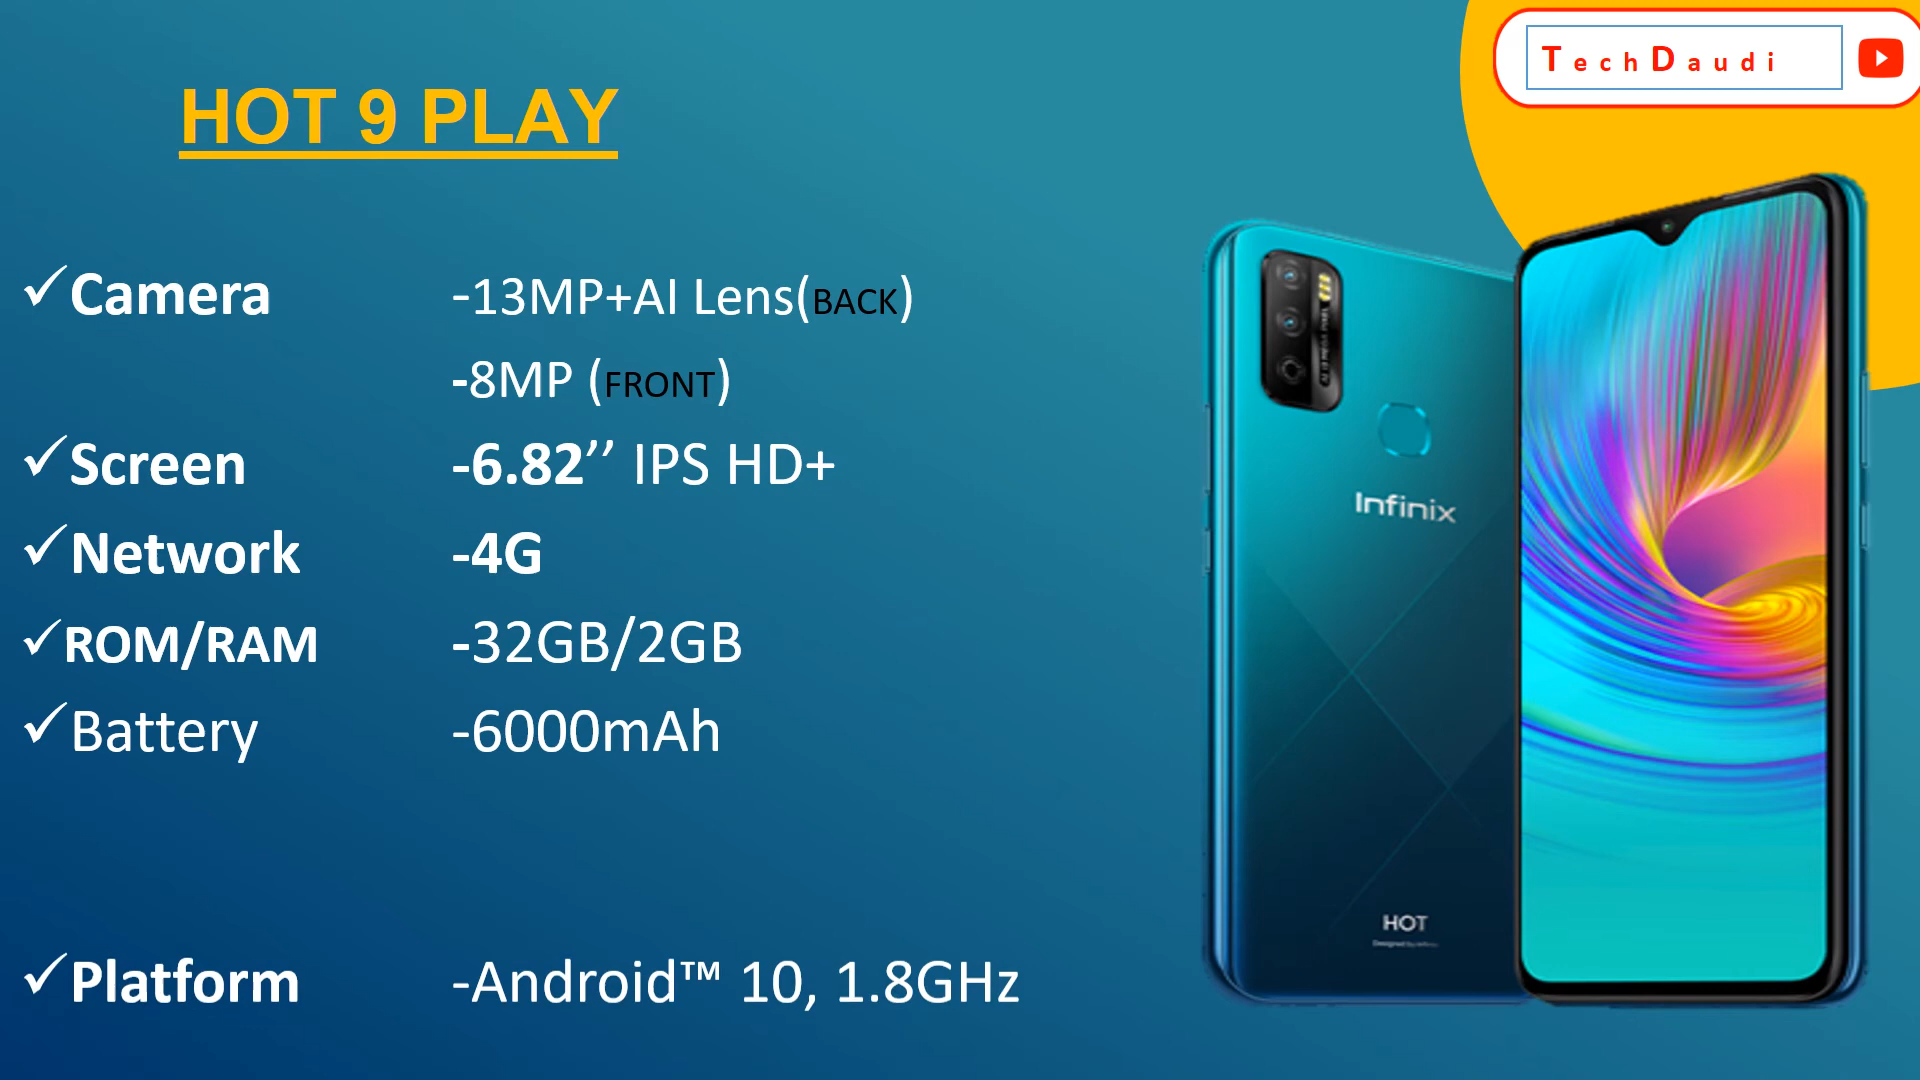 TechDaudi
HOT 9 PLAY
✓Camera -13MP+AI Lens(BACK)
-8MP (FRONT)
✓Screen -6.82’’ IPS HD+
✓Network -4G
✓ROM/RAM -32GB/2GB
✓Battery -6000mAh
✓Platform -Android™ 10, 1.8GHz
Infinix
HOT